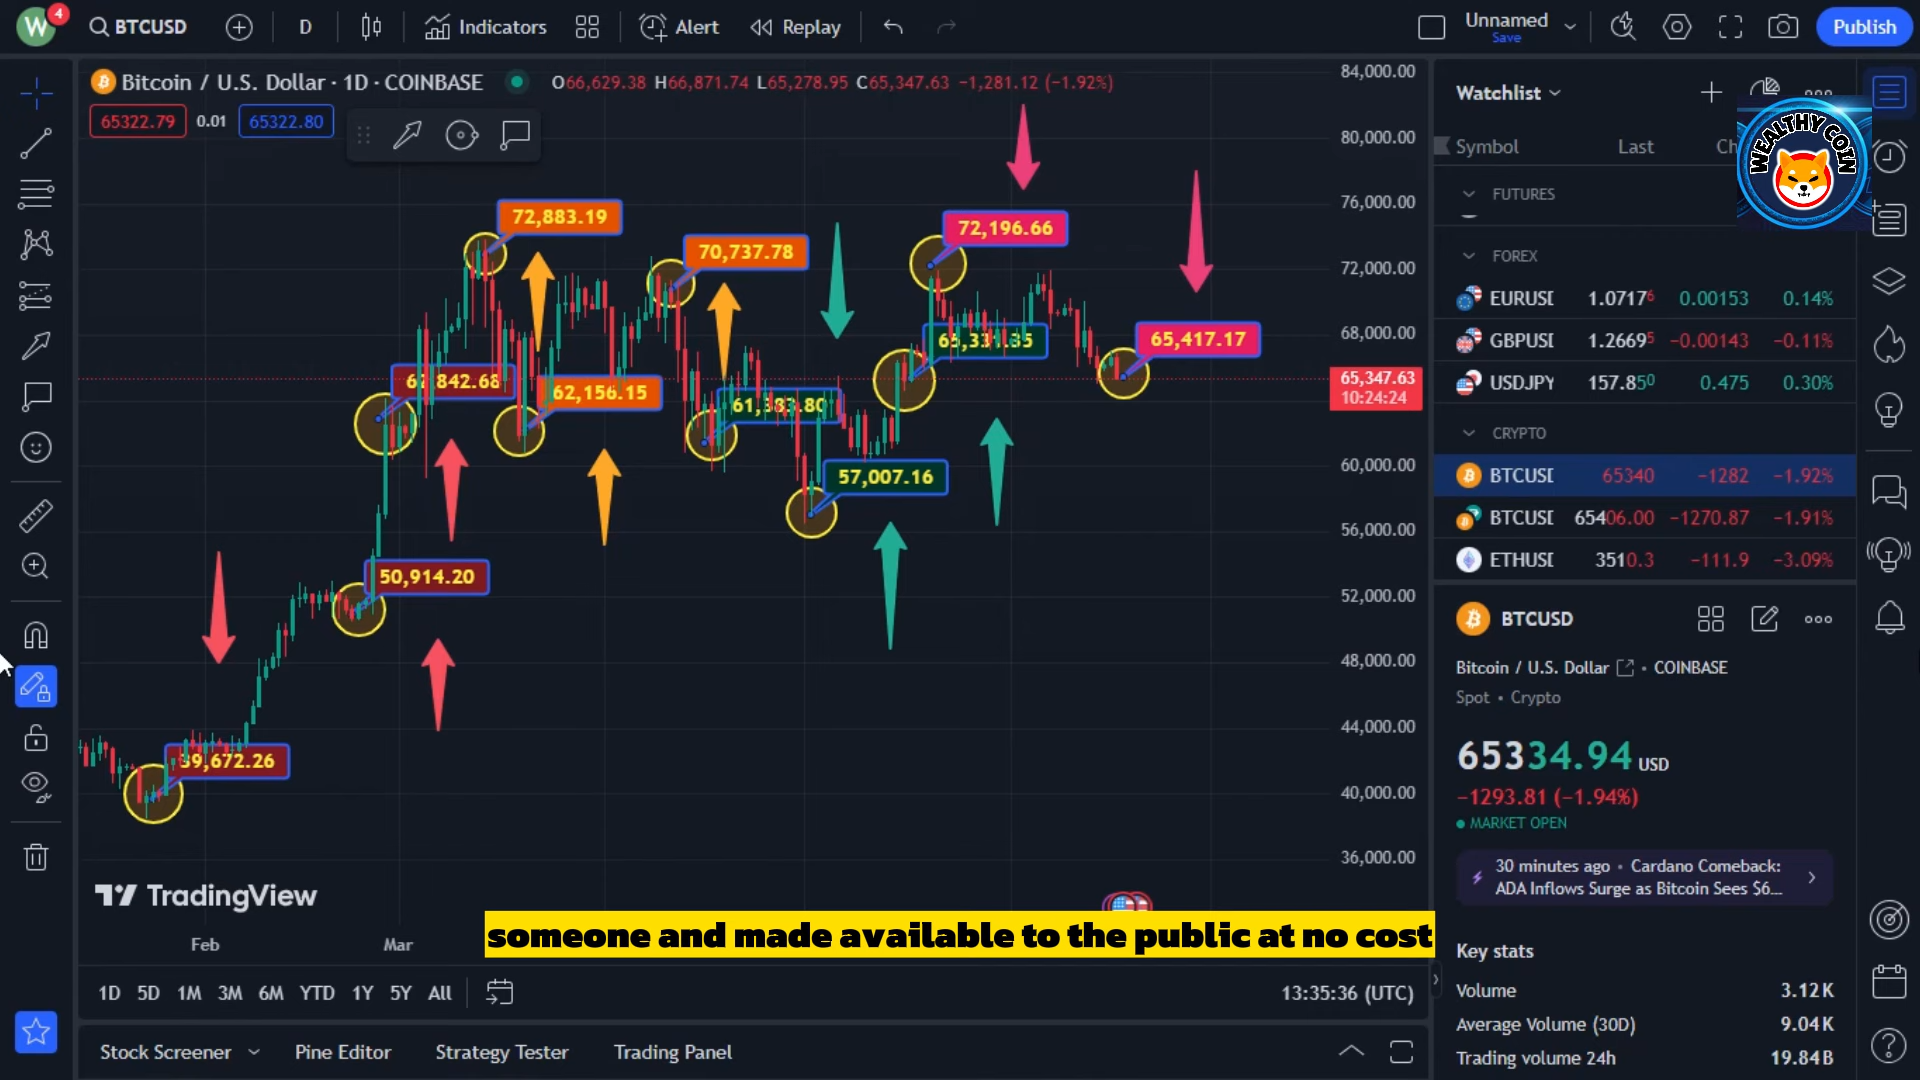 W
4
BTCUSD
D
Indicators
Alert
Replay
Unnamed
Save
Publish
Bitcoin / U.S. Dollar · 1D · COINBASE
O66,629.38 H66,871.74 L65,278.95 C65,347.63 −1,281.12 (−1.92%)
65322.79
0.01
65322.80
72,883.19
70,737.78
72,196.66
65,417.17
62,156.15
57,007.16
50,914.20
39,672.26
84,000.00
80,000.00
76,000.00
72,000.00
68,000.00
65,347.63
10:24:24
60,000.00
56,000.00
52,000.00
48,000.00
44,000.00
40,000.00
36,000.00
TradingView
Feb
Mar
someone and made available to the public at no cost
1D 5D 1M 3M 6M YTD 1Y 5Y All
13:35:36 (UTC)
Stock Screener
Pine Editor
Strategy Tester
Trading Panel
Watchlist
WEALTHY COIN
Symbol Last Ch
FUTURES
FOREX
EURUSD 1.07176 0.00153 0.14%
GBPUSD 1.26695 −0.00143 −0.11%
USDJPY 157.850 0.475 0.30%
CRYPTO
BTCUSD 65340 −1282 −1.92%
BTCUSD 65406.00 −1270.87 −1.91%
ETHUSD 3510.3 −111.9 −3.09%
BTCUSD
Bitcoin / U.S. Dollar • COINBASE
Spot • Crypto
65334.94 USD
−1293.81 (−1.94%)
MARKET OPEN
30 minutes ago • Cardano Comeback:
ADA Inflows Surge as Bitcoin Sees $6...
Key stats
Volume 3.12K
Average Volume (30D) 9.04K
Trading volume 24h 19.84B